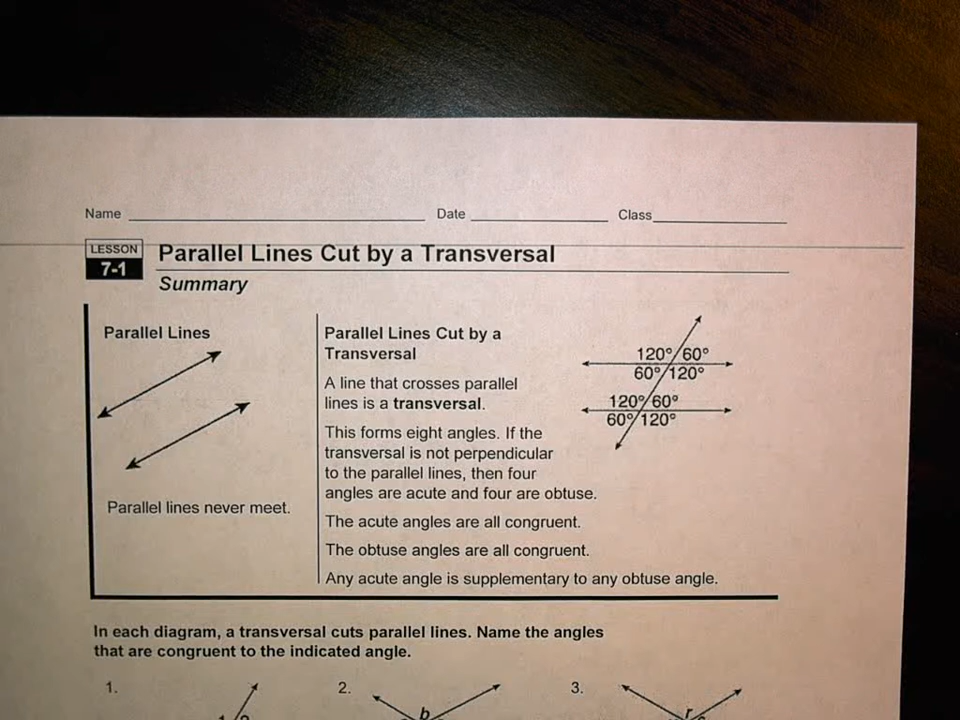 Name Date Class
LESSON
7-1
Parallel Lines Cut by a Transversal
Summary
Parallel Lines
Parallel lines never meet.
Parallel Lines Cut by a
Transversal
A line that crosses parallel
lines is a transversal.
This forms eight angles. If the
transversal is not perpendicular
to the parallel lines, then four
angles are acute and four are obtuse.
The acute angles are all congruent.
The obtuse angles are all congruent.
Any acute angle is supplementary to any obtuse angle.
120° 60°
60° 120°
120° 60°
60° 120°
In each diagram, a transversal cuts parallel lines. Name the angles
that are congruent to the indicated angle.
1. 2. 3.
b